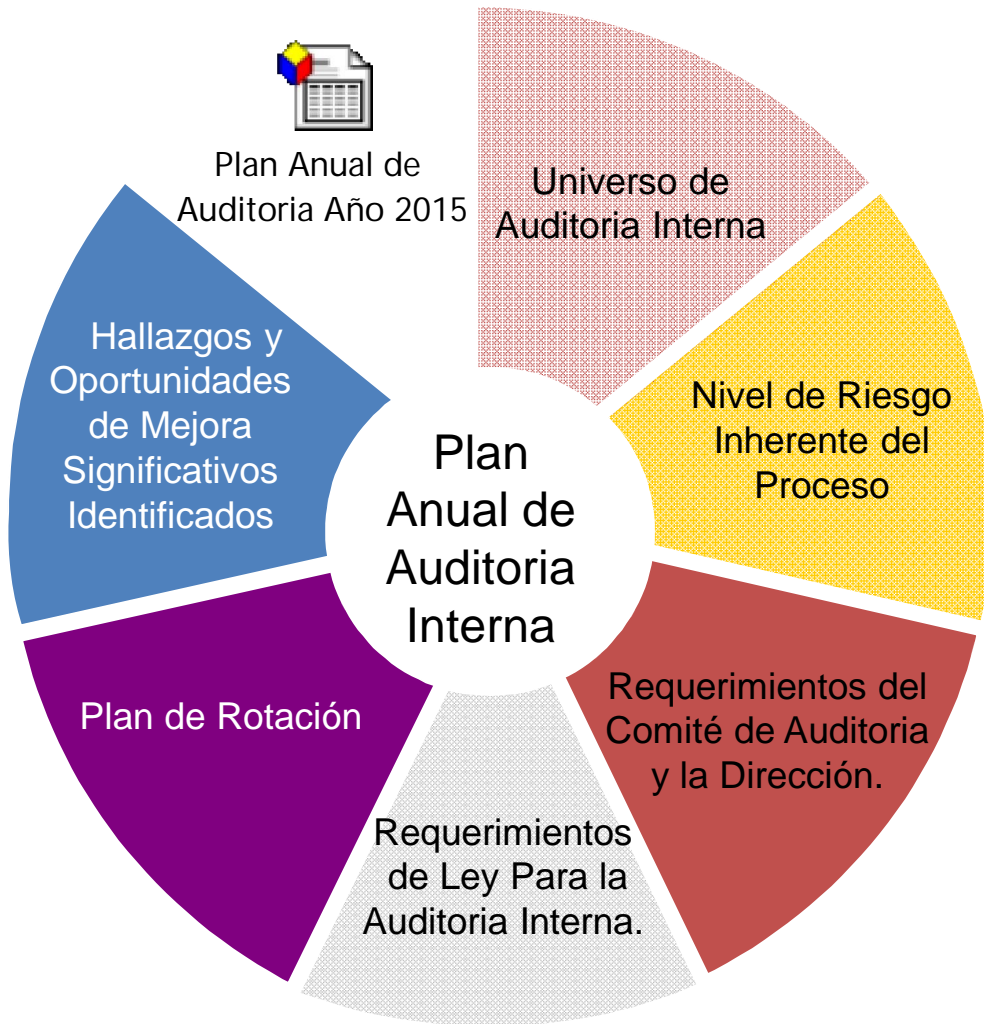 Plan Anual de
Auditoria Año 2015
Universo de
Auditoria Interna
Nivel de Riesgo
Inherente del
Proceso
Requerimientos del
Comité de Auditoria
y la Dirección.
Requerimientos
de Ley Para la
Auditoria Interna.
Plan de Rotación
Hallazgos y
Oportunidades
de Mejora
Significativos
Identificados
Plan
Anual de
Auditoria
Interna